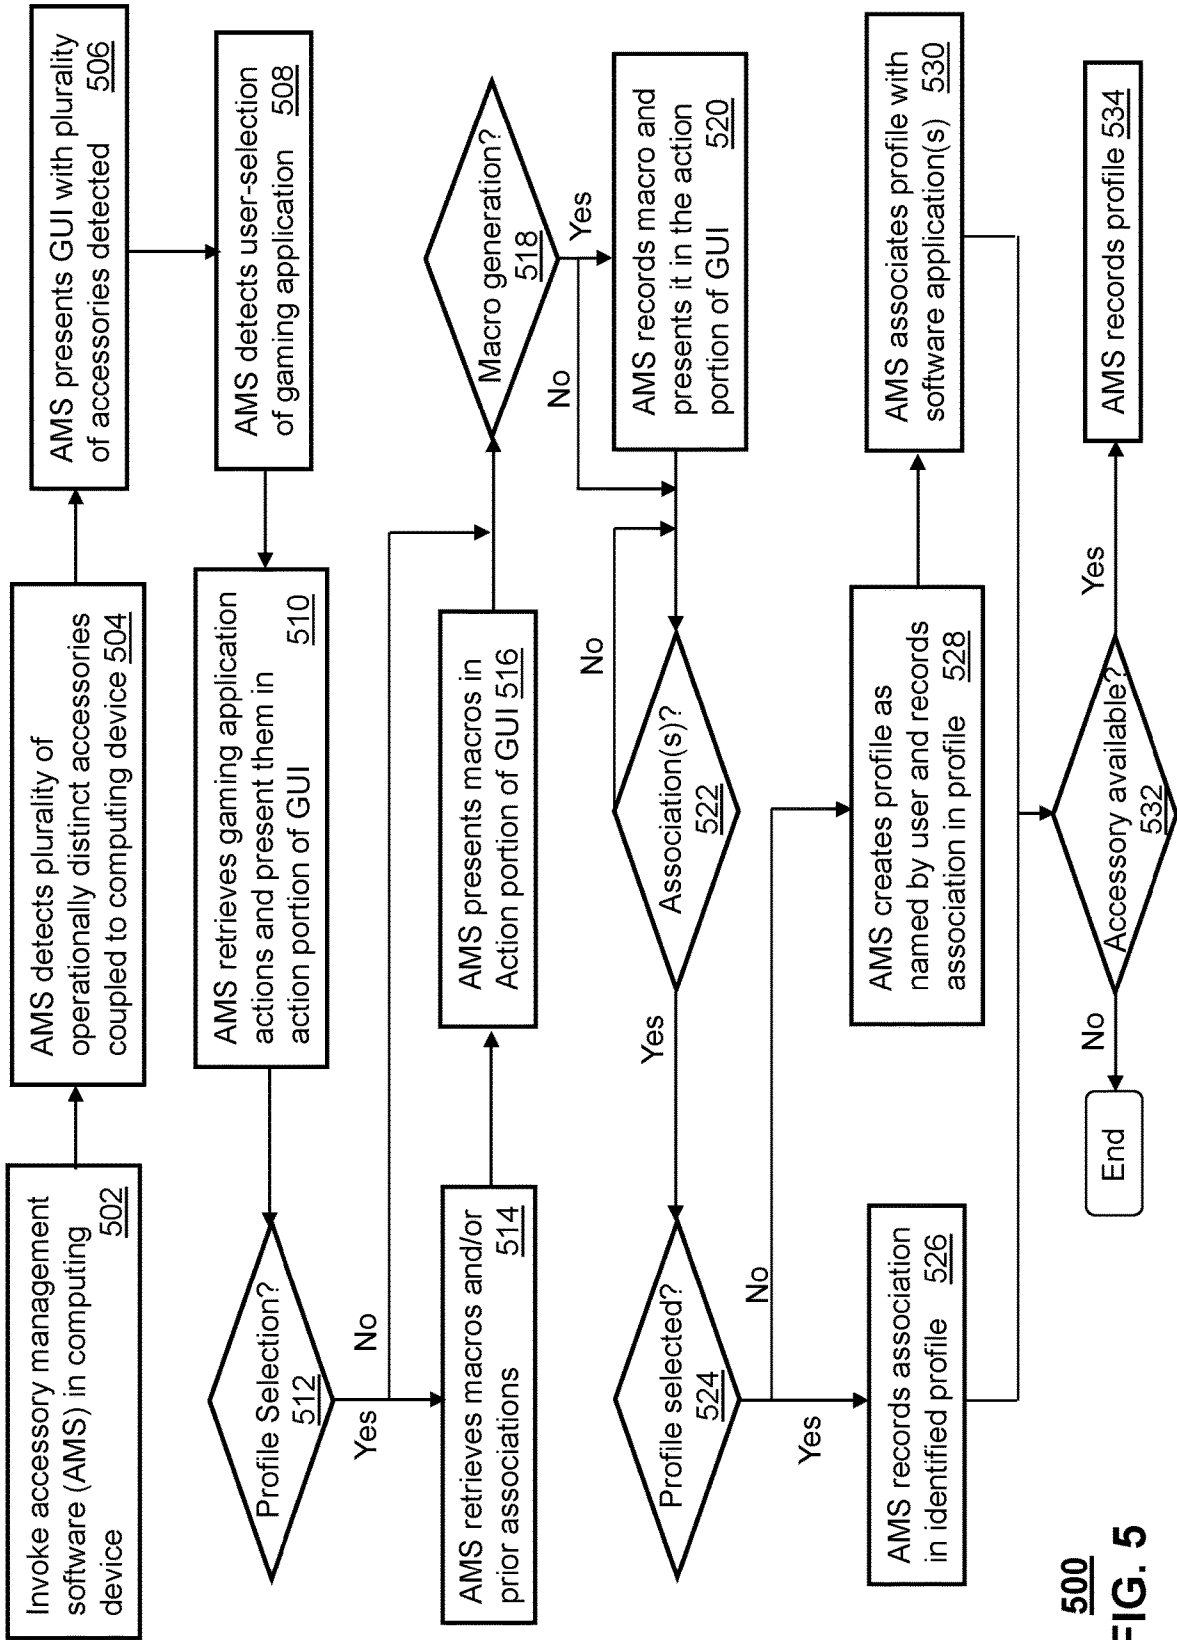 Invoke accessory management
software (AMS) in computing
device 502
AMS detects plurality of
operationally distinct accessories
coupled to computing device 504
AMS presents GUI with plurality
of accessories detected 506
AMS detects user-selection
of gaming application 508
AMS retrieves gaming application
actions and present them in
action portion of GUI 510
Profile Selection?
512
Yes
No
AMS retrieves macros and/or
prior associations 514
AMS presents macros in
Action portion of GUI 516
Macro generation?
518
Yes
No
AMS records macro and
presents it in the action
portion of GUI 520
Association(s)?
522
No
Yes
Profile selected?
524
Yes
No
AMS records association
in identified profile 526
AMS creates profile as
named by user and records
association in profile 528
AMS associates profile with
software application(s) 530
Accessory available?
532
No
Yes
End
AMS records profile 534
500
FIG. 5